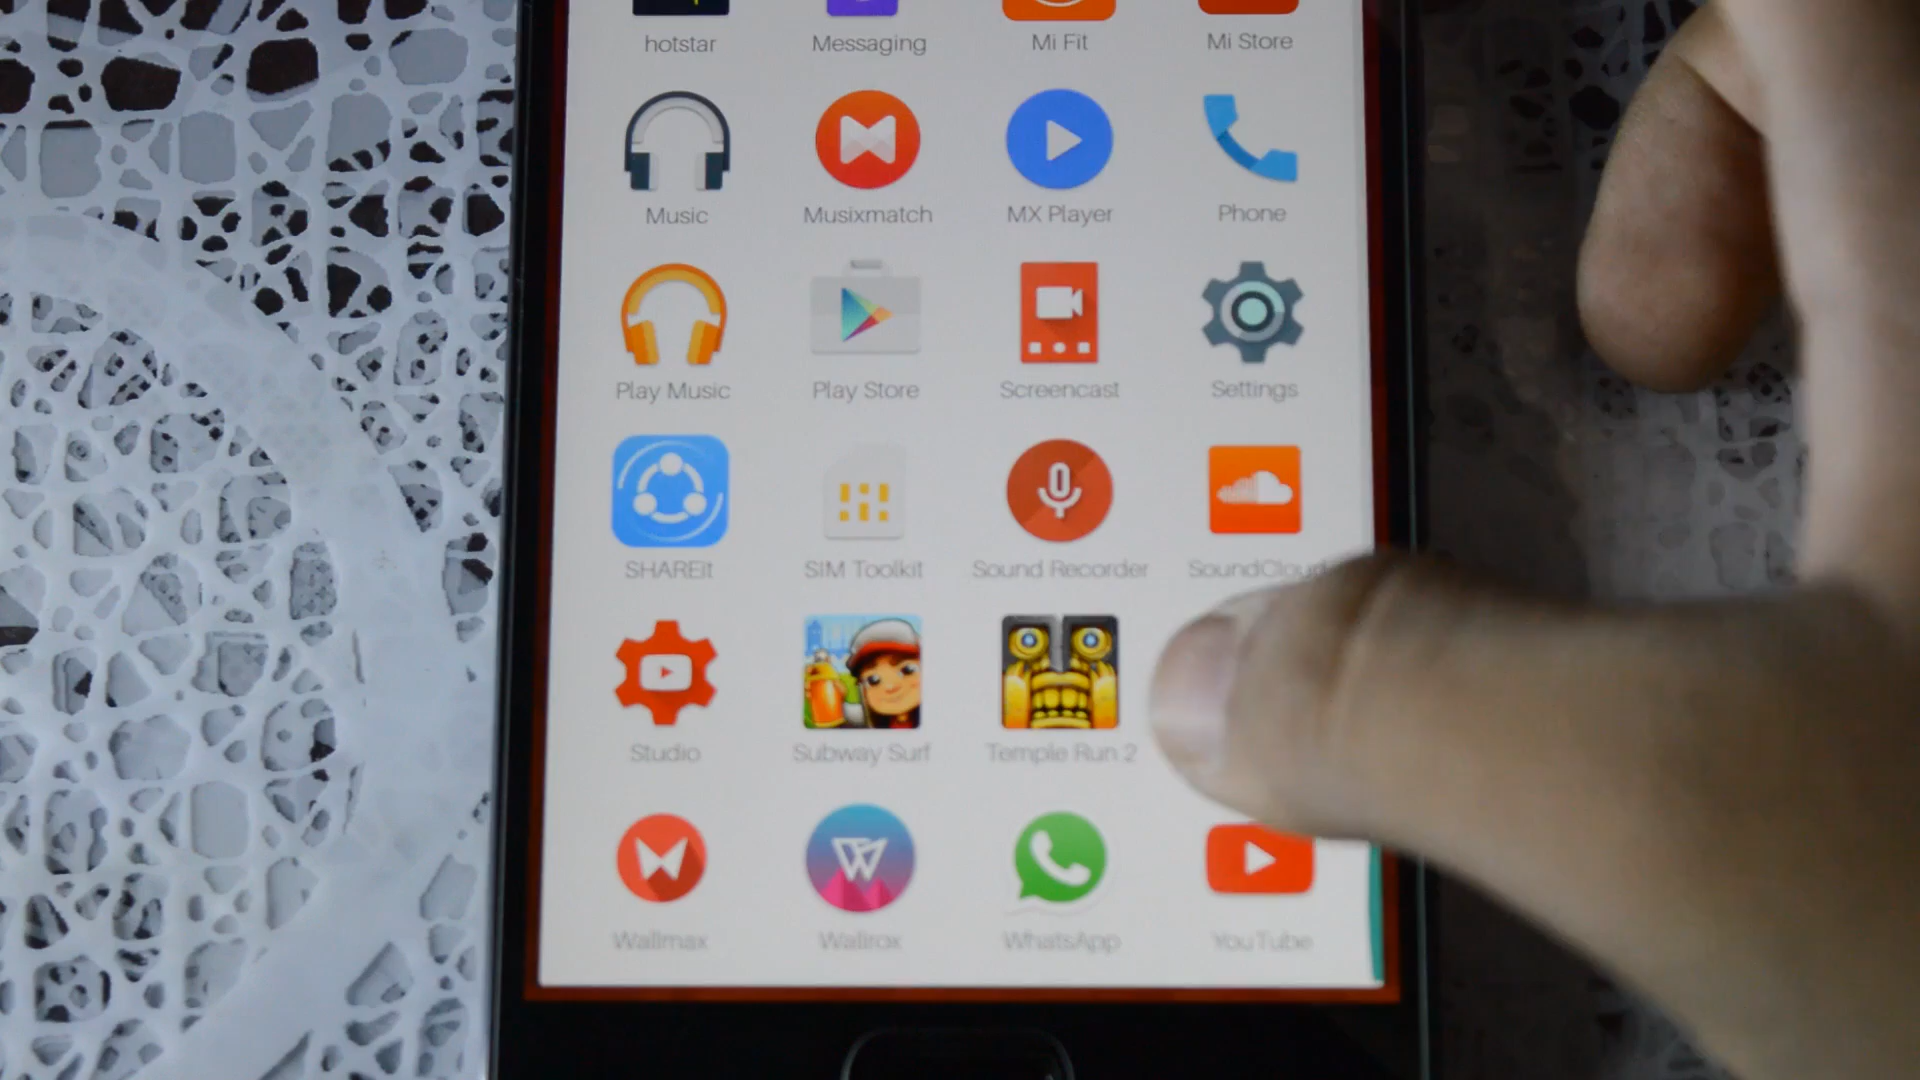 hotstar
Messaging
Mi Fit
Mi Store
Music
Musixmatch
MX Player
Phone
Play Music
Play Store
Screencast
Settings
SHAREit
SIM Toolkit
Sound Recorder
SoundCloud
Studio
Subway Surf
Temple Run 2
Wallmax
Wallrox
WhatsApp
YouTube